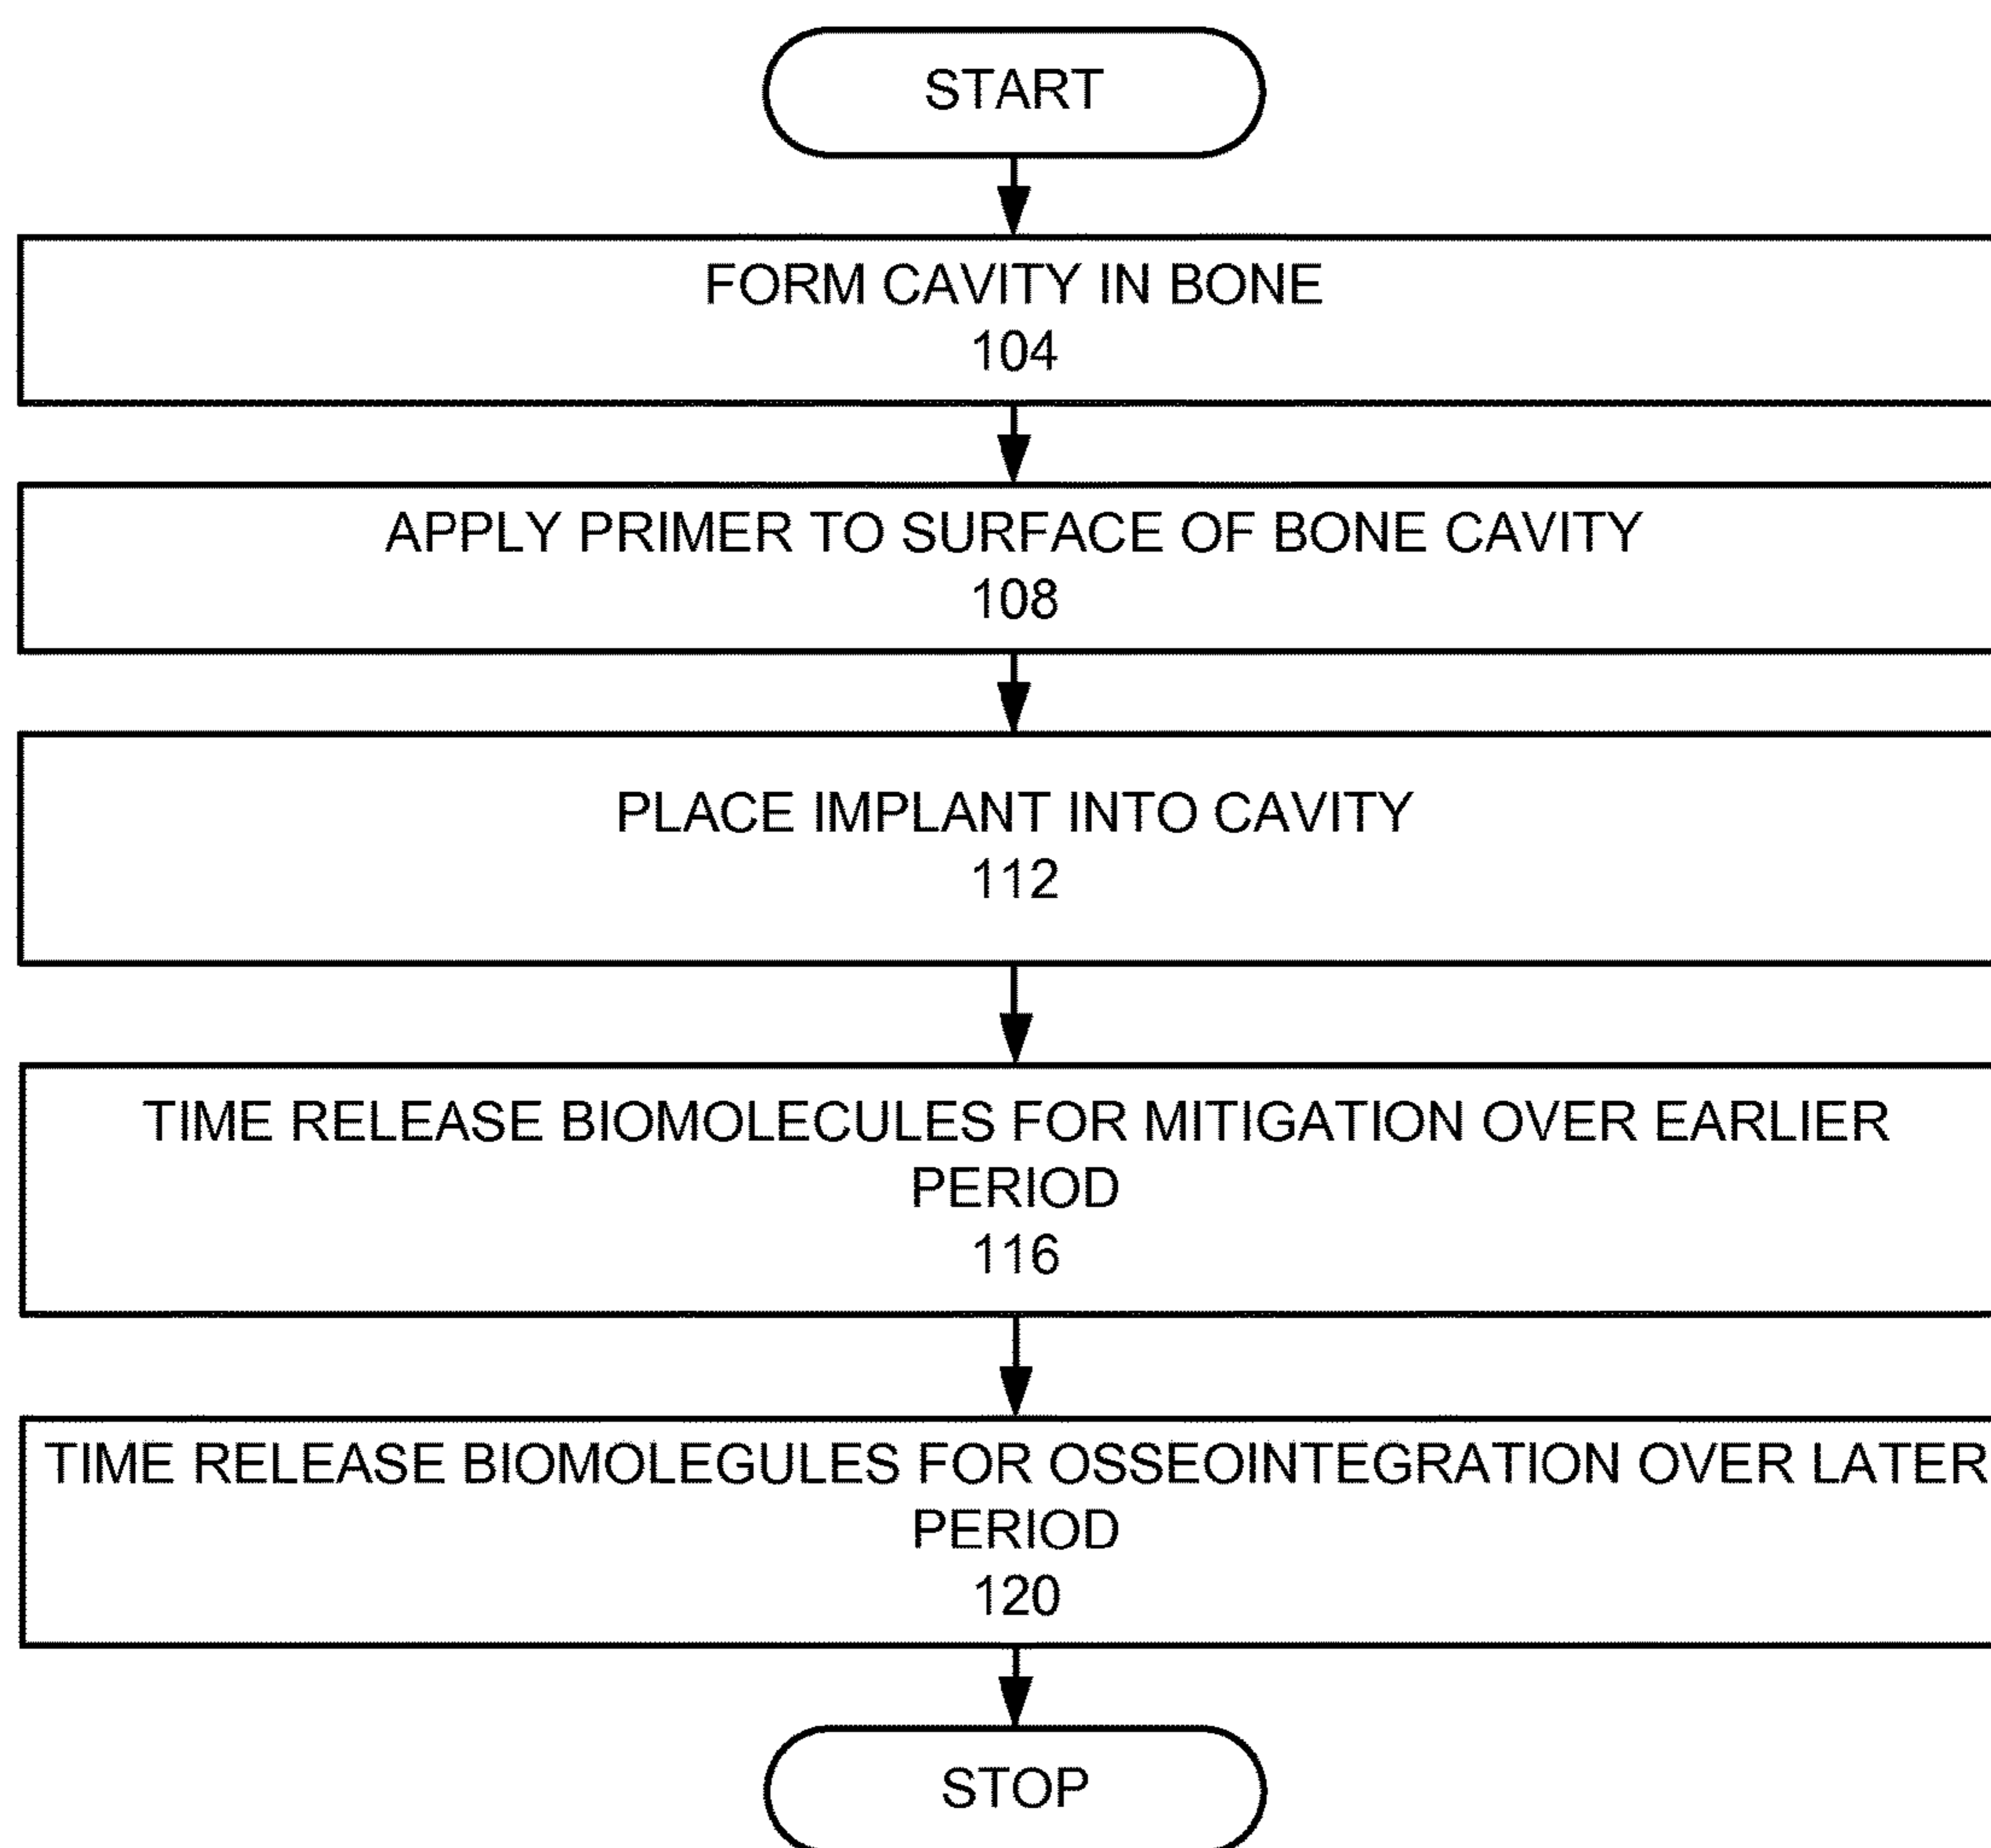 START
FORM CAVITY IN BONE
104
APPLY PRIMER TO SURFACE OF BONE CAVITY
108
PLACE IMPLANT INTO CAVITY
112
TIME RELEASE BIOMOLECULES FOR MITIGATION OVER EARLIER
PERIOD
116
TIME RELEASE BIOMOLEGULES FOR OSSEOINTEGRATION OVER LATER
PERIOD
120
STOP